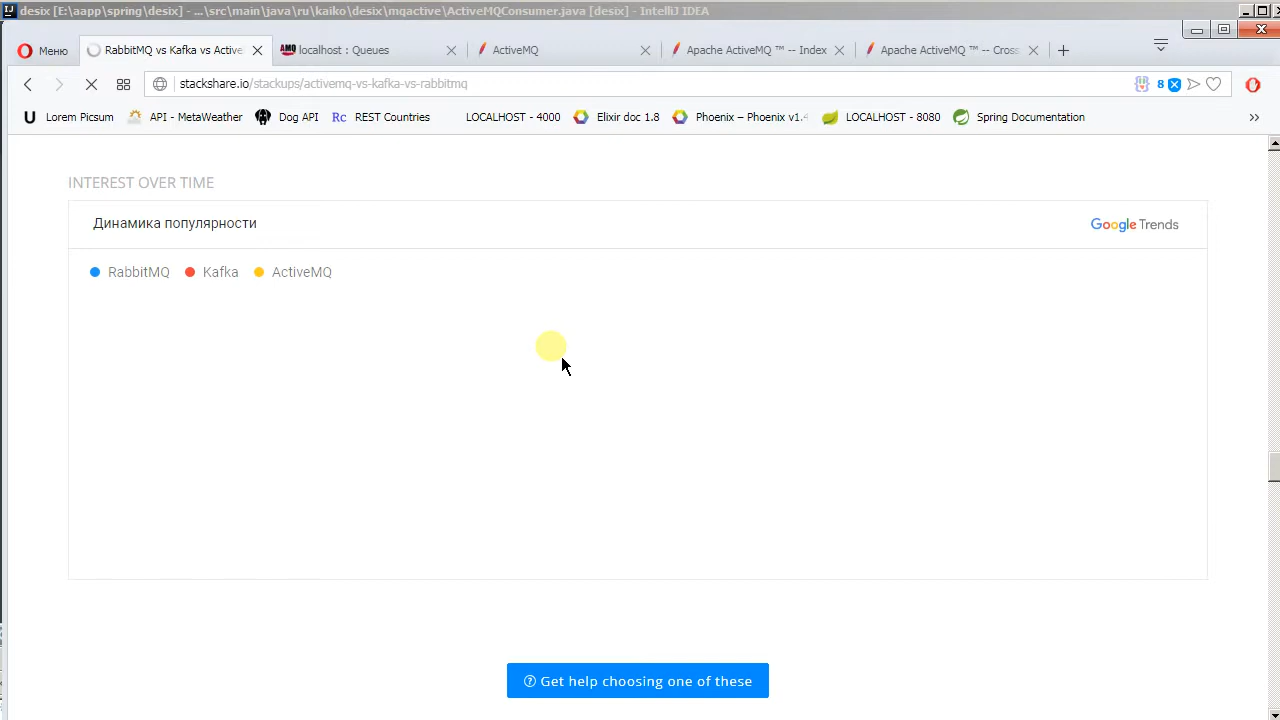 desix [E:\aapp\spring\desix] - ...\src\main\java\ru\kaiko\desix\mqactive\ActiveMQConsumer.java [desix] - IntelliJ IDEA
Меню
RabbitMQ vs Kafka vs Active
localhost : Queues
ActiveMQ
Apache ActiveMQ ™ -- Index
Apache ActiveMQ ™ -- Cross
stackshare.io/stackups/activemq-vs-kafka-vs-rabbitmq
8
Lorem Picsum
API - MetaWeather
Dog API
Rc REST Countries
LOCALHOST - 4000
Elixir doc 1.8
Phoenix – Phoenix v1.4
LOCALHOST - 8080
Spring Documentation
INTEREST OVER TIME
Динамика популярности
Google Trends
RabbitMQ
Kafka
ActiveMQ
Get help choosing one of these